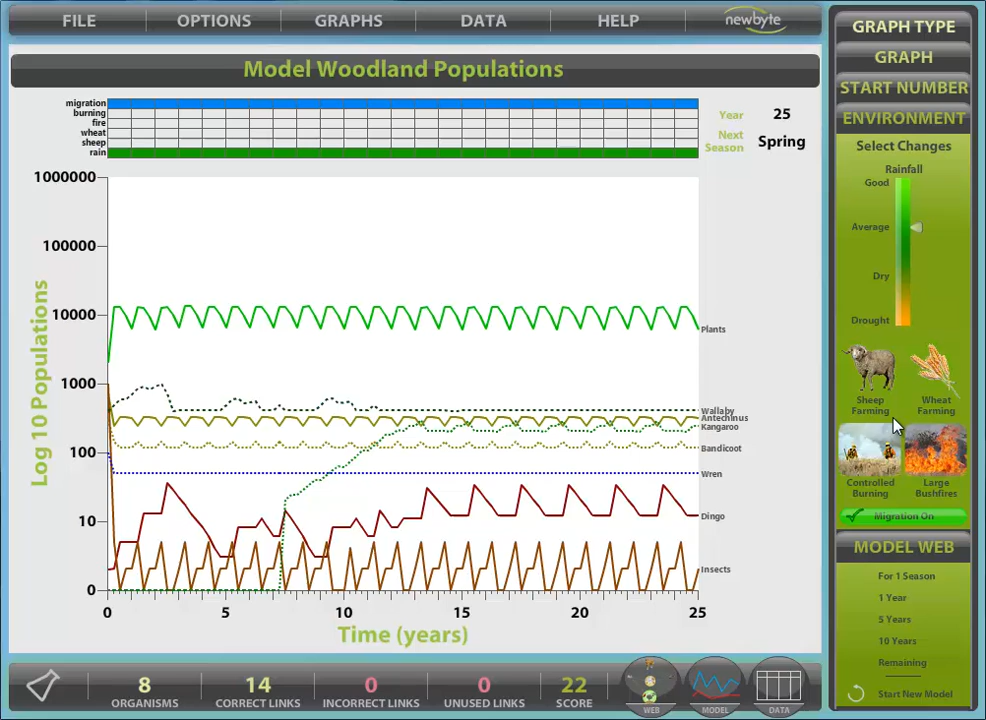 FILE OPTIONS GRAPHS DATA HELP newbyte
Model Woodland Populations
migration
burning
fire
wheat
sheep
rain
Year 25
Next Season Spring
1000000
100000
10000
1000
100
10
0
Log 10 Populations
Plants
Wallaby
Antechinus
Kangaroo
Bandicoot
Wren
Dingo
Insects
0 5 10 15 20 25
Time (years)
8 ORGANISMS
14 CORRECT LINKS
0 INCORRECT LINKS
0 UNUSED LINKS
22 SCORE
WEB MODEL DATA
GRAPH TYPE
GRAPH
START NUMBER
ENVIRONMENT
Select Changes
Rainfall
Good
Average
Dry
Drought
Sheep Farming
Wheat Farming
Controlled Burning
Large Bushfires
Migration On
MODEL WEB
For 1 Season
1 Year
5 Years
10 Years
Remaining
Start New Model